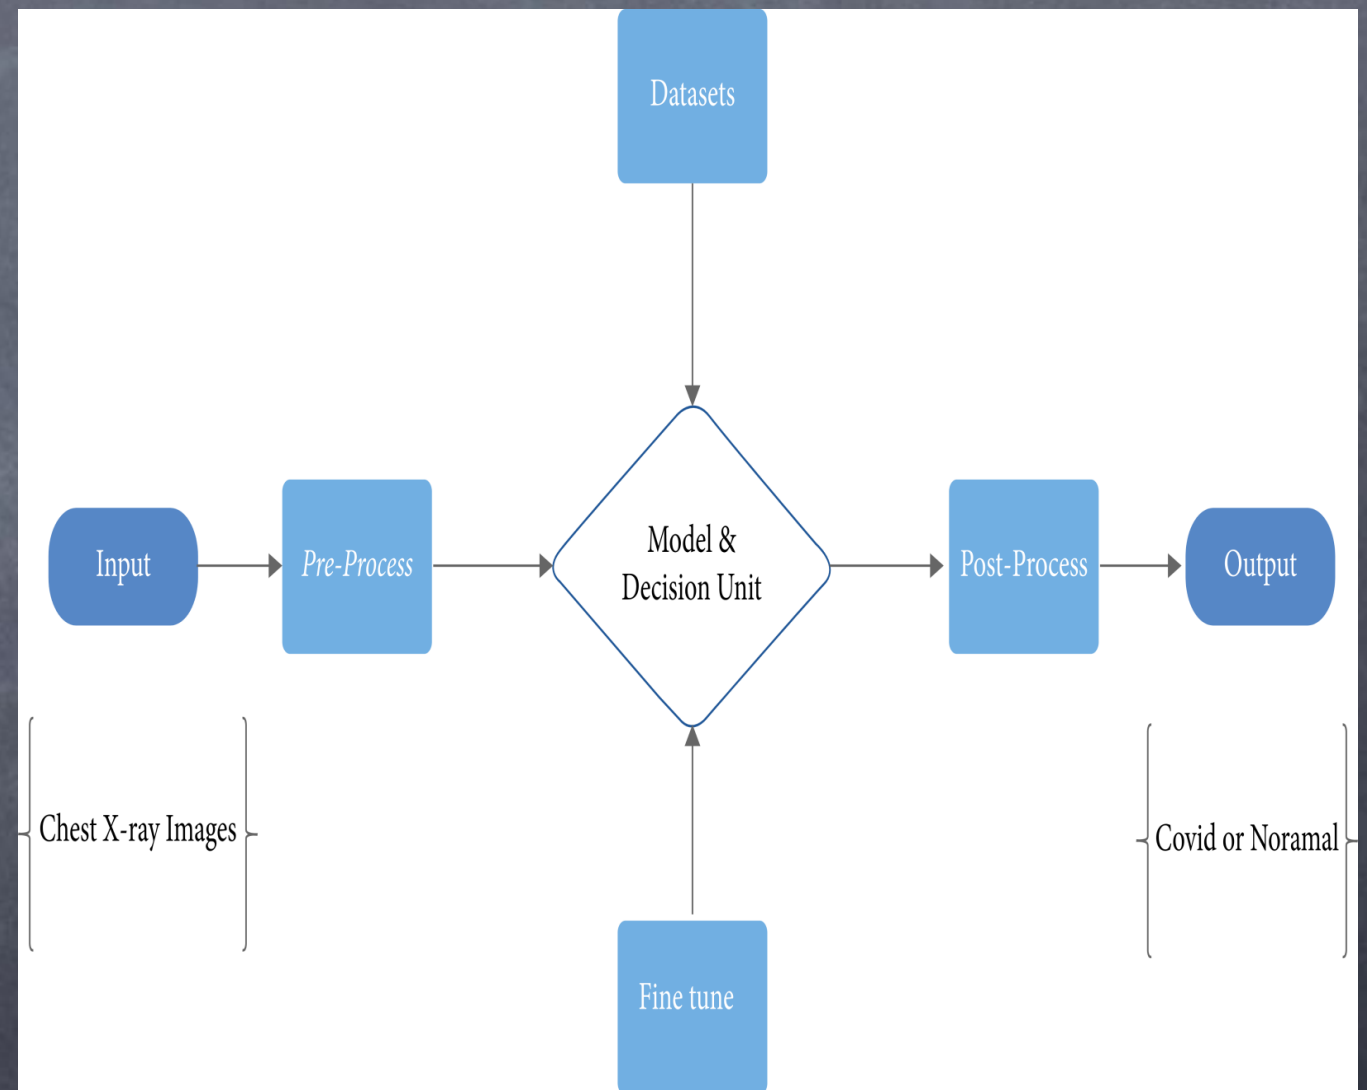 Datasets
Input
Pre-Process
Model &
Decision Unit
Post-Process
Output
Chest X-ray Images
Covid or Noramal
Fine tune